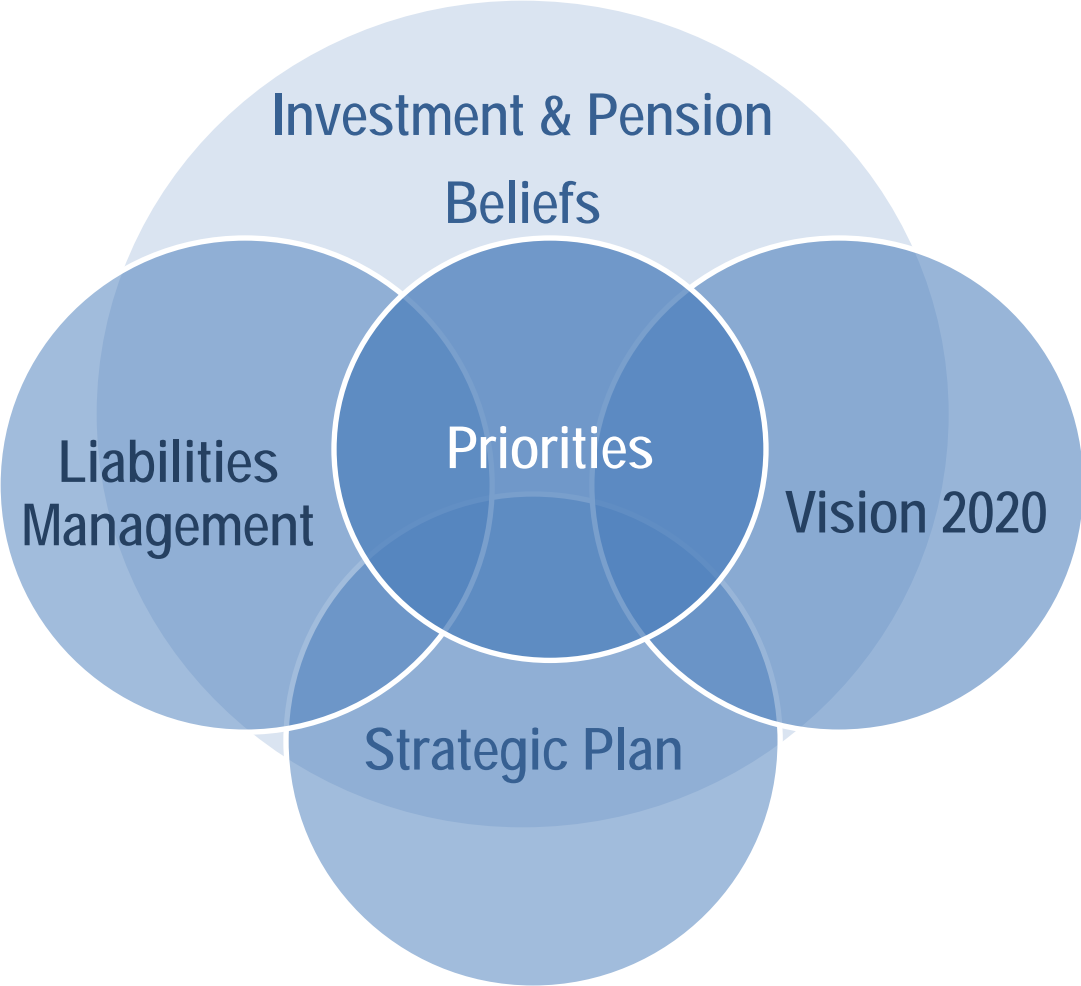 Investment & Pension
Beliefs
Priorities
Liabilities
Management
Vision 2020
Strategic Plan